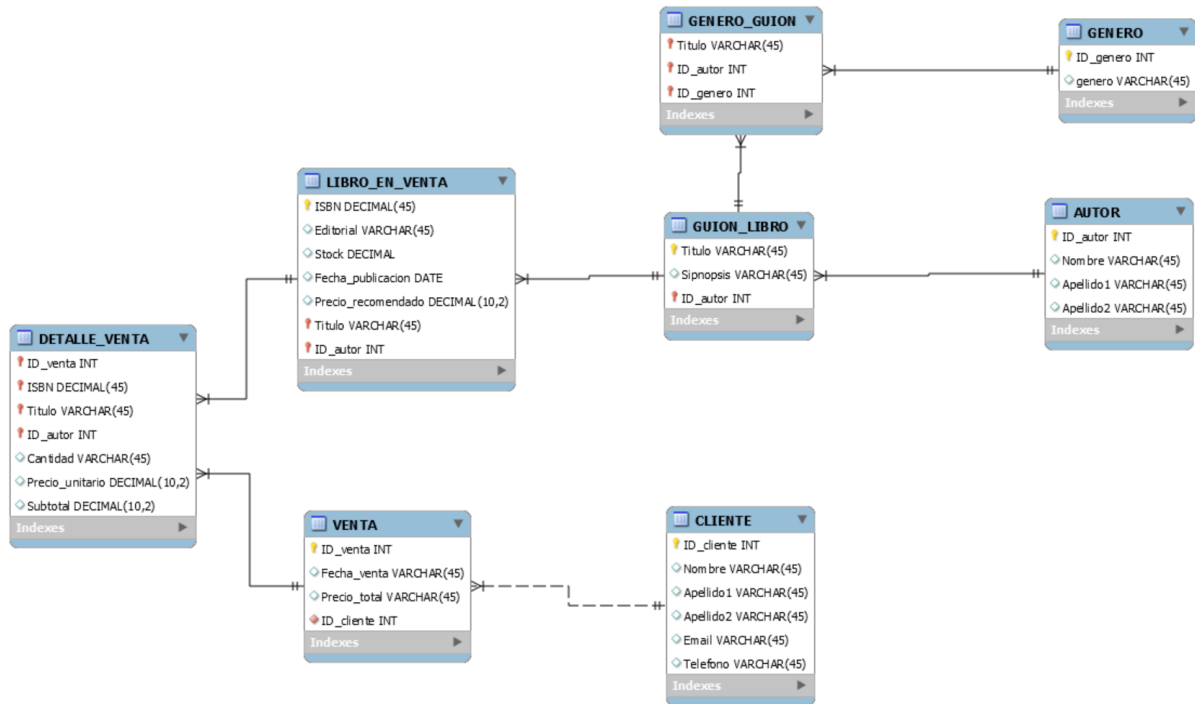 GENERO_GUION
Titulo VARCHAR(45)
ID_autor INT
ID_genero INT
Indexes
GENERO
ID_genero INT
genero VARCHAR(45)
Indexes
LIBRO_EN_VENTA
ISBN DECIMAL(45)
Editorial VARCHAR(45)
Stock DECIMAL
Fecha_publicacion DATE
Precio_recomendado DECIMAL(10,2)
Titulo VARCHAR(45)
ID_autor INT
Indexes
GUION_LIBRO
Titulo VARCHAR(45)
Sipnopsis VARCHAR(45)
ID_autor INT
Indexes
AUTOR
ID_autor INT
Nombre VARCHAR(45)
Apellido1 VARCHAR(45)
Apellido2 VARCHAR(45)
Indexes
DETALLE_VENTA
ID_venta INT
ISBN DECIMAL(45)
Titulo VARCHAR(45)
ID_autor INT
Cantidad VARCHAR(45)
Precio_unitario DECIMAL(10,2)
Subtotal DECIMAL(10,2)
Indexes
VENTA
ID_venta INT
Fecha_venta VARCHAR(45)
Precio_total VARCHAR(45)
ID_cliente INT
Indexes
CLIENTE
ID_cliente INT
Nombre VARCHAR(45)
Apellido1 VARCHAR(45)
Apellido2 VARCHAR(45)
Email VARCHAR(45)
Telefono VARCHAR(45)
Indexes